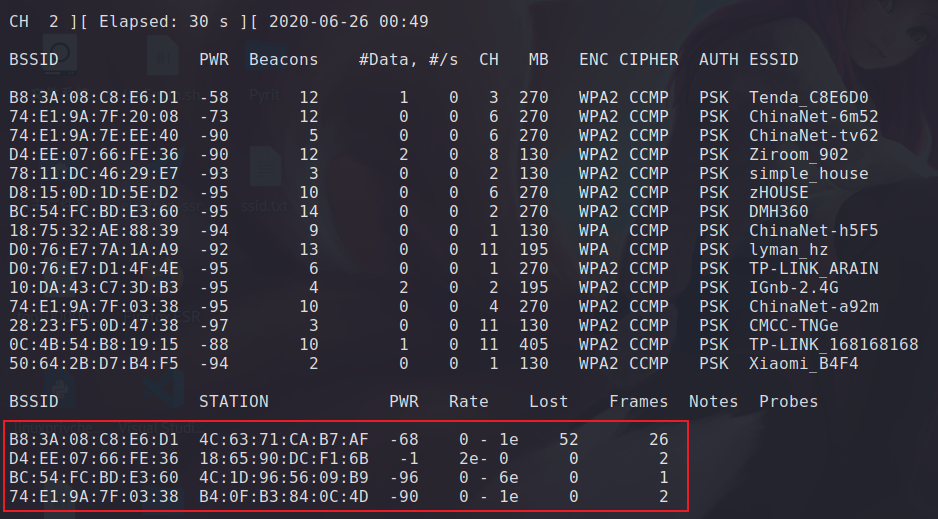 CH  2 ][ Elapsed: 30 s ][ 2020-06-26 00:49
BSSID              PWR  Beacons    #Data, #/s  CH   MB   ENC CIPHER  AUTH ESSID
B8:3A:08:C8:E6:D1  -58       12        1    0   3  270   WPA2 CCMP   PSK  Tenda_C8E6D0
74:E1:9A:7F:20:08  -73       12        0    0   6  270   WPA2 CCMP   PSK  ChinaNet-6m52
74:E1:9A:7E:EE:40  -90        5        0    0   6  270   WPA2 CCMP   PSK  ChinaNet-tv62
D4:EE:07:66:FE:36  -90       12        2    0   8  130   WPA2 CCMP   PSK  Ziroom_902
78:11:DC:46:29:E7  -93        3        0    0   2  130   WPA2 CCMP   PSK  simple_house
D8:15:0D:1D:5E:D2  -95       10        0    0   6  270   WPA2 CCMP   PSK  zHOUSE
BC:54:FC:BD:E3:60  -95       14        0    0   2  270   WPA2 CCMP   PSK  DMH360
18:75:32:AE:88:39  -94        9        0    0   1  130   WPA  CCMP   PSK  ChinaNet-h5F5
D0:76:E7:7A:1A:A9  -92       13        0    0  11  195   WPA2 CCMP   PSK  lyman_hz
D0:76:E7:D1:4F:4E  -95        6        0    0   1  270   WPA2 CCMP   PSK  TP-LINK_ARAIN
10:DA:43:C7:3D:B3  -95        4        2    0   2  195   WPA2 CCMP   PSK  IGnb-2.4G
74:E1:9A:7F:03:38  -95       10        0    0   4  270   WPA2 CCMP   PSK  ChinaNet-a92m
28:23:F5:0D:47:38  -97        3        0    0  11  130   WPA2 CCMP   PSK  CMCC-TNGe
0C:4B:54:B8:19:15  -88       10        1    0  11  405   WPA2 CCMP   PSK  TP-LINK_168168168
50:64:2B:D7:B4:F5  -94        2        0    0   1  130   WPA2 CCMP   PSK  Xiaomi_B4F4
BSSID              STATION            PWR   Rate    Lost    Frames  Notes  Probes
B8:3A:08:C8:E6:D1  4C:63:71:CA:B7:AF  -68    0 - 1e    52       26
D4:EE:07:66:FE:36  18:65:90:DC:F1:6B   -1    2e- 0      0        2
BC:54:FC:BD:E3:60  4C:1D:96:56:09:B9  -96    0 - 6e     0        1
74:E1:9A:7F:03:38  B4:0F:B3:84:0C:4D  -90    0 - 1e     0        2
Pyrit
ssid.txt